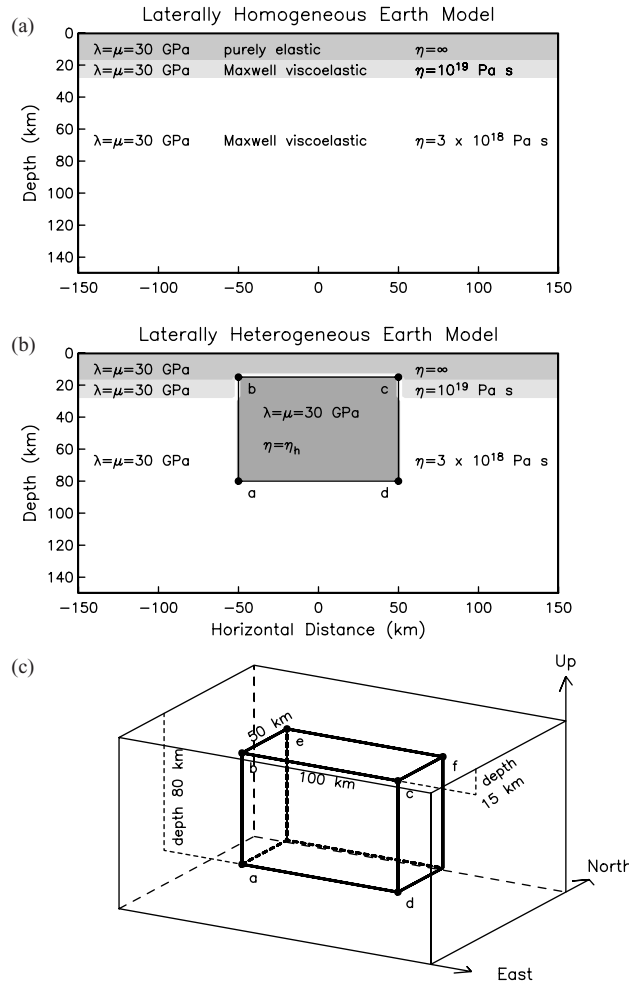 (a)
Laterally Homogeneous Earth Model
0
20
40
60
80
100
120
140
Depth (km)
λ=μ=30 GPa purely elastic η=∞
λ=μ=30 GPa Maxwell viscoelastic η=10¹⁹ Pa s
λ=μ=30 GPa Maxwell viscoelastic η=3 x 10¹⁸ Pa s
−150 −100 −50 0 50 100 150
(b)
Laterally Heterogeneous Earth Model
0
20
40
60
80
100
120
140
Depth (km)
λ=μ=30 GPa η=∞
λ=μ=30 GPa b c η=10¹⁹ Pa s
λ=μ=30 GPa
η=ηₕ
λ=μ=30 GPa η=3 x 10¹⁸ Pa s
a d
−150 −100 −50 0 50 100 150
Horizontal Distance (km)
(c)
Up
50 km
e
f
b
100 km
c
depth
15 km
depth 80 km
a
d
North
East